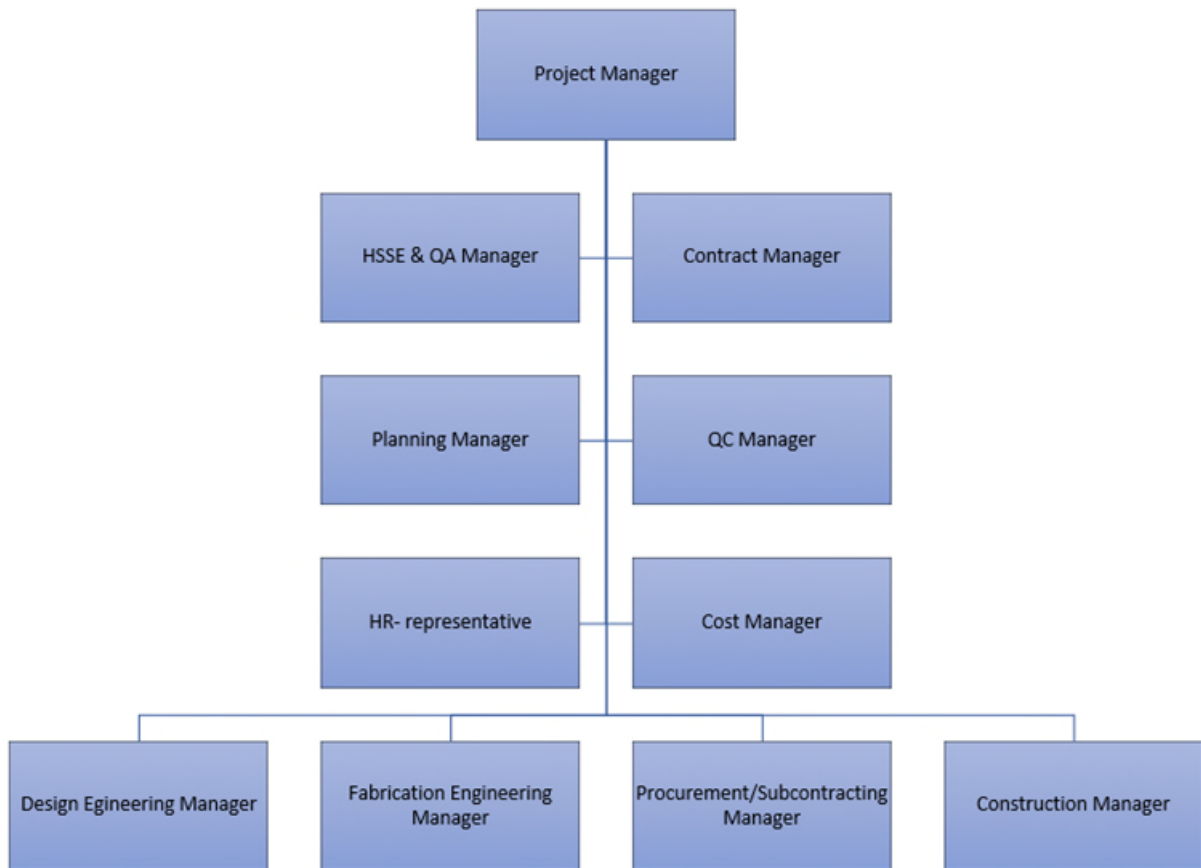 Project Manager
HSSE & QA Manager
Contract Manager
Planning Manager
QC Manager
HR- representative
Cost Manager
Design Egineering Manager
Fabrication Engineering
Manager
Procurement/Subcontracting
Manager
Construction Manager